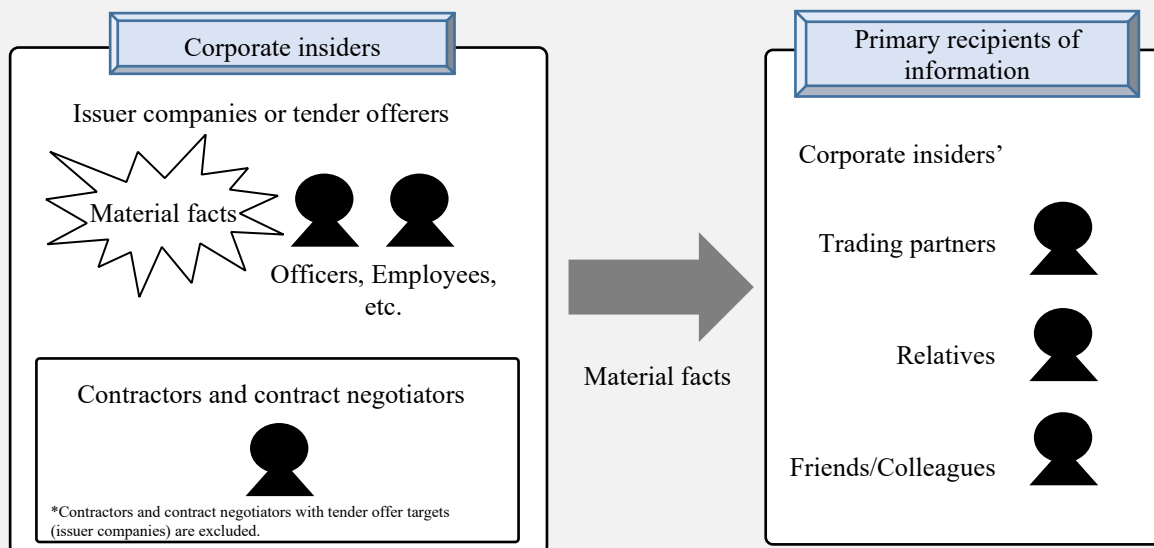 Corporate insiders
Issuer companies or tender offerers
Material facts
Officers, Employees,
etc.
Contractors and contract negotiators
*Contractors and contract negotiators with tender offer targets
(issuer companies) are excluded.
Material facts
Primary recipients of
information
Corporate insiders’
Trading partners
Relatives
Friends/Colleagues